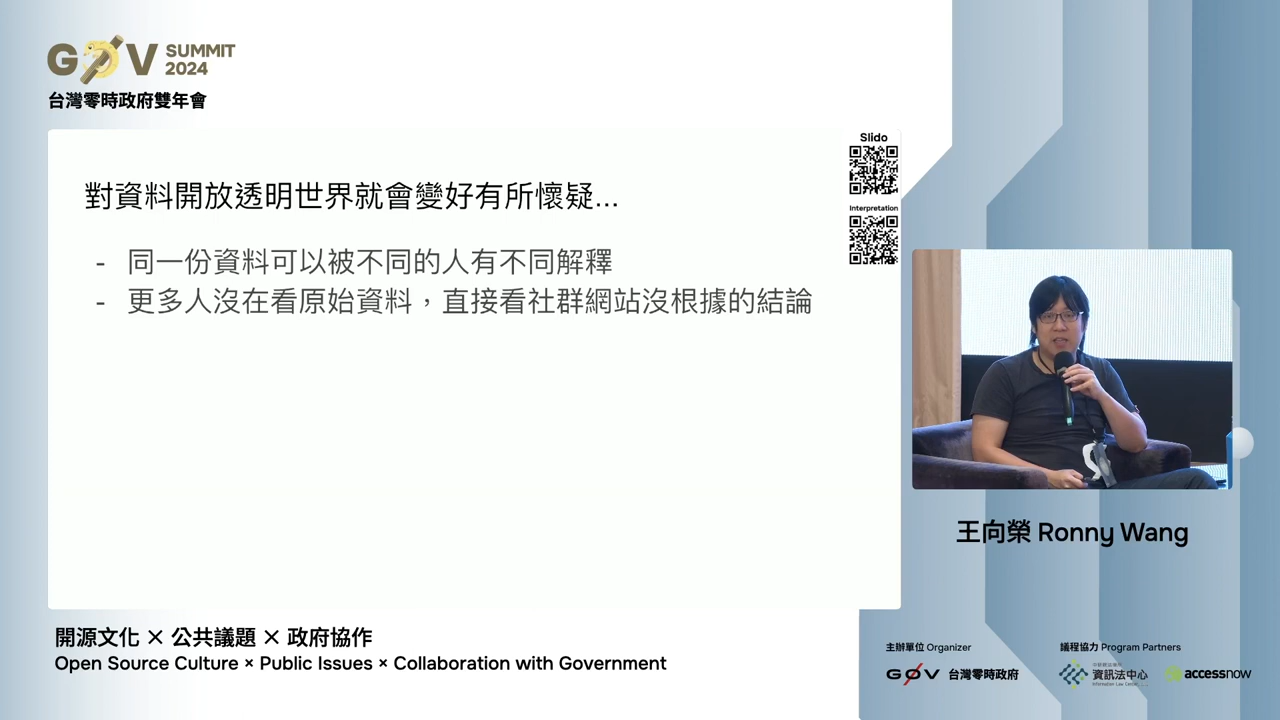 G0V SUMMIT 2024
台灣零時政府雙年會
Slido
Interpretation
對資料開放透明世界就會變好有所懷疑...
- 同一份資料可以被不同的人有不同解釋
- 更多人沒在看原始資料，直接看社群網站沒根據的結論
王向榮 Ronny Wang
開源文化 × 公共議題 × 政府協作
Open Source Culture × Public Issues × Collaboration with Government
主辦單位 Organizer
G0V 台灣零時政府
議程協力 Program Partners
資訊法中心
Information Law Center
accessnow